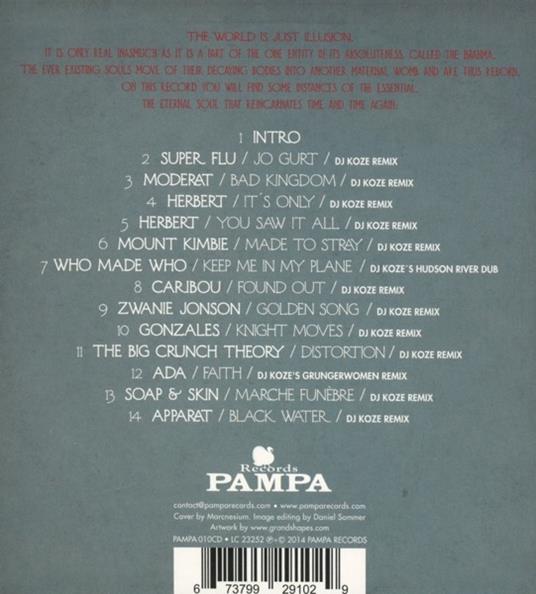 THE WORLD IS JUST ILLUSION.
IT IS ONLY REAL INASMUCH AS IT IS A PART OF THE ONE ENTITY IN ITS ABSOLUTENESS, CALLED THE BRAHMA.
THE EVER EXISTING SOULS MOVE OF THEIR DECAYING BODIES INTO ANOTHER MATERNAL WOMB AND ARE THUS REBORN.
ON THIS RECORD YOU WILL FIND SOME INSTANCES OF THE ESSENTIAL.
THE ETERNAL SOUL THAT REINCARNATES TIME AND TIME AGAIN.
1 INTRO
2 SUPER FLU / JO GURT / DJ KOZE REMIX
3 MODERAT / BAD KINGDOM / DJ KOZE REMIX
4 HERBERT / IT'S ONLY / DJ KOZE REMIX
5 HERBERT / YOU SAW IT ALL / DJ KOZE REMIX
6 MOUNT KIMBIE / MADE TO STRAY / DJ KOZE REMIX
7 WHO MADE WHO / KEEP ME IN MY PLANE / DJ KOZE'S HUDSON RIVER DUB
8 CARIBOU / FOUND OUT / DJ KOZE REMIX
9 ZWANIE JONSON / GOLDEN SONG / DJ KOZE REMIX
10 GONZALES / KNIGHT MOVES / DJ KOZE REMIX
11 THE BIG CRUNCH THEORY / DISTORTION / DJ KOZE REMIX
12 ADA / FAITH / DJ KOZE'S GRUNGERWOMEN REMIX
13 SOAP & SKIN / MARCHE FUNÈBRE / DJ KOZE REMIX
14 APPARAT / BLACK WATER / DJ KOZE REMIX
Records
PAMPA
contact@pamparecords.com • www.pamparecords.com
Cover by Marcnesium. Image editing by Daniel Sommer
Artwork by www.grandshapes.com
PAMPA 010CD • LC 23252 ℗+© 2014 PAMPA RECORDS
6 73799 29102 9